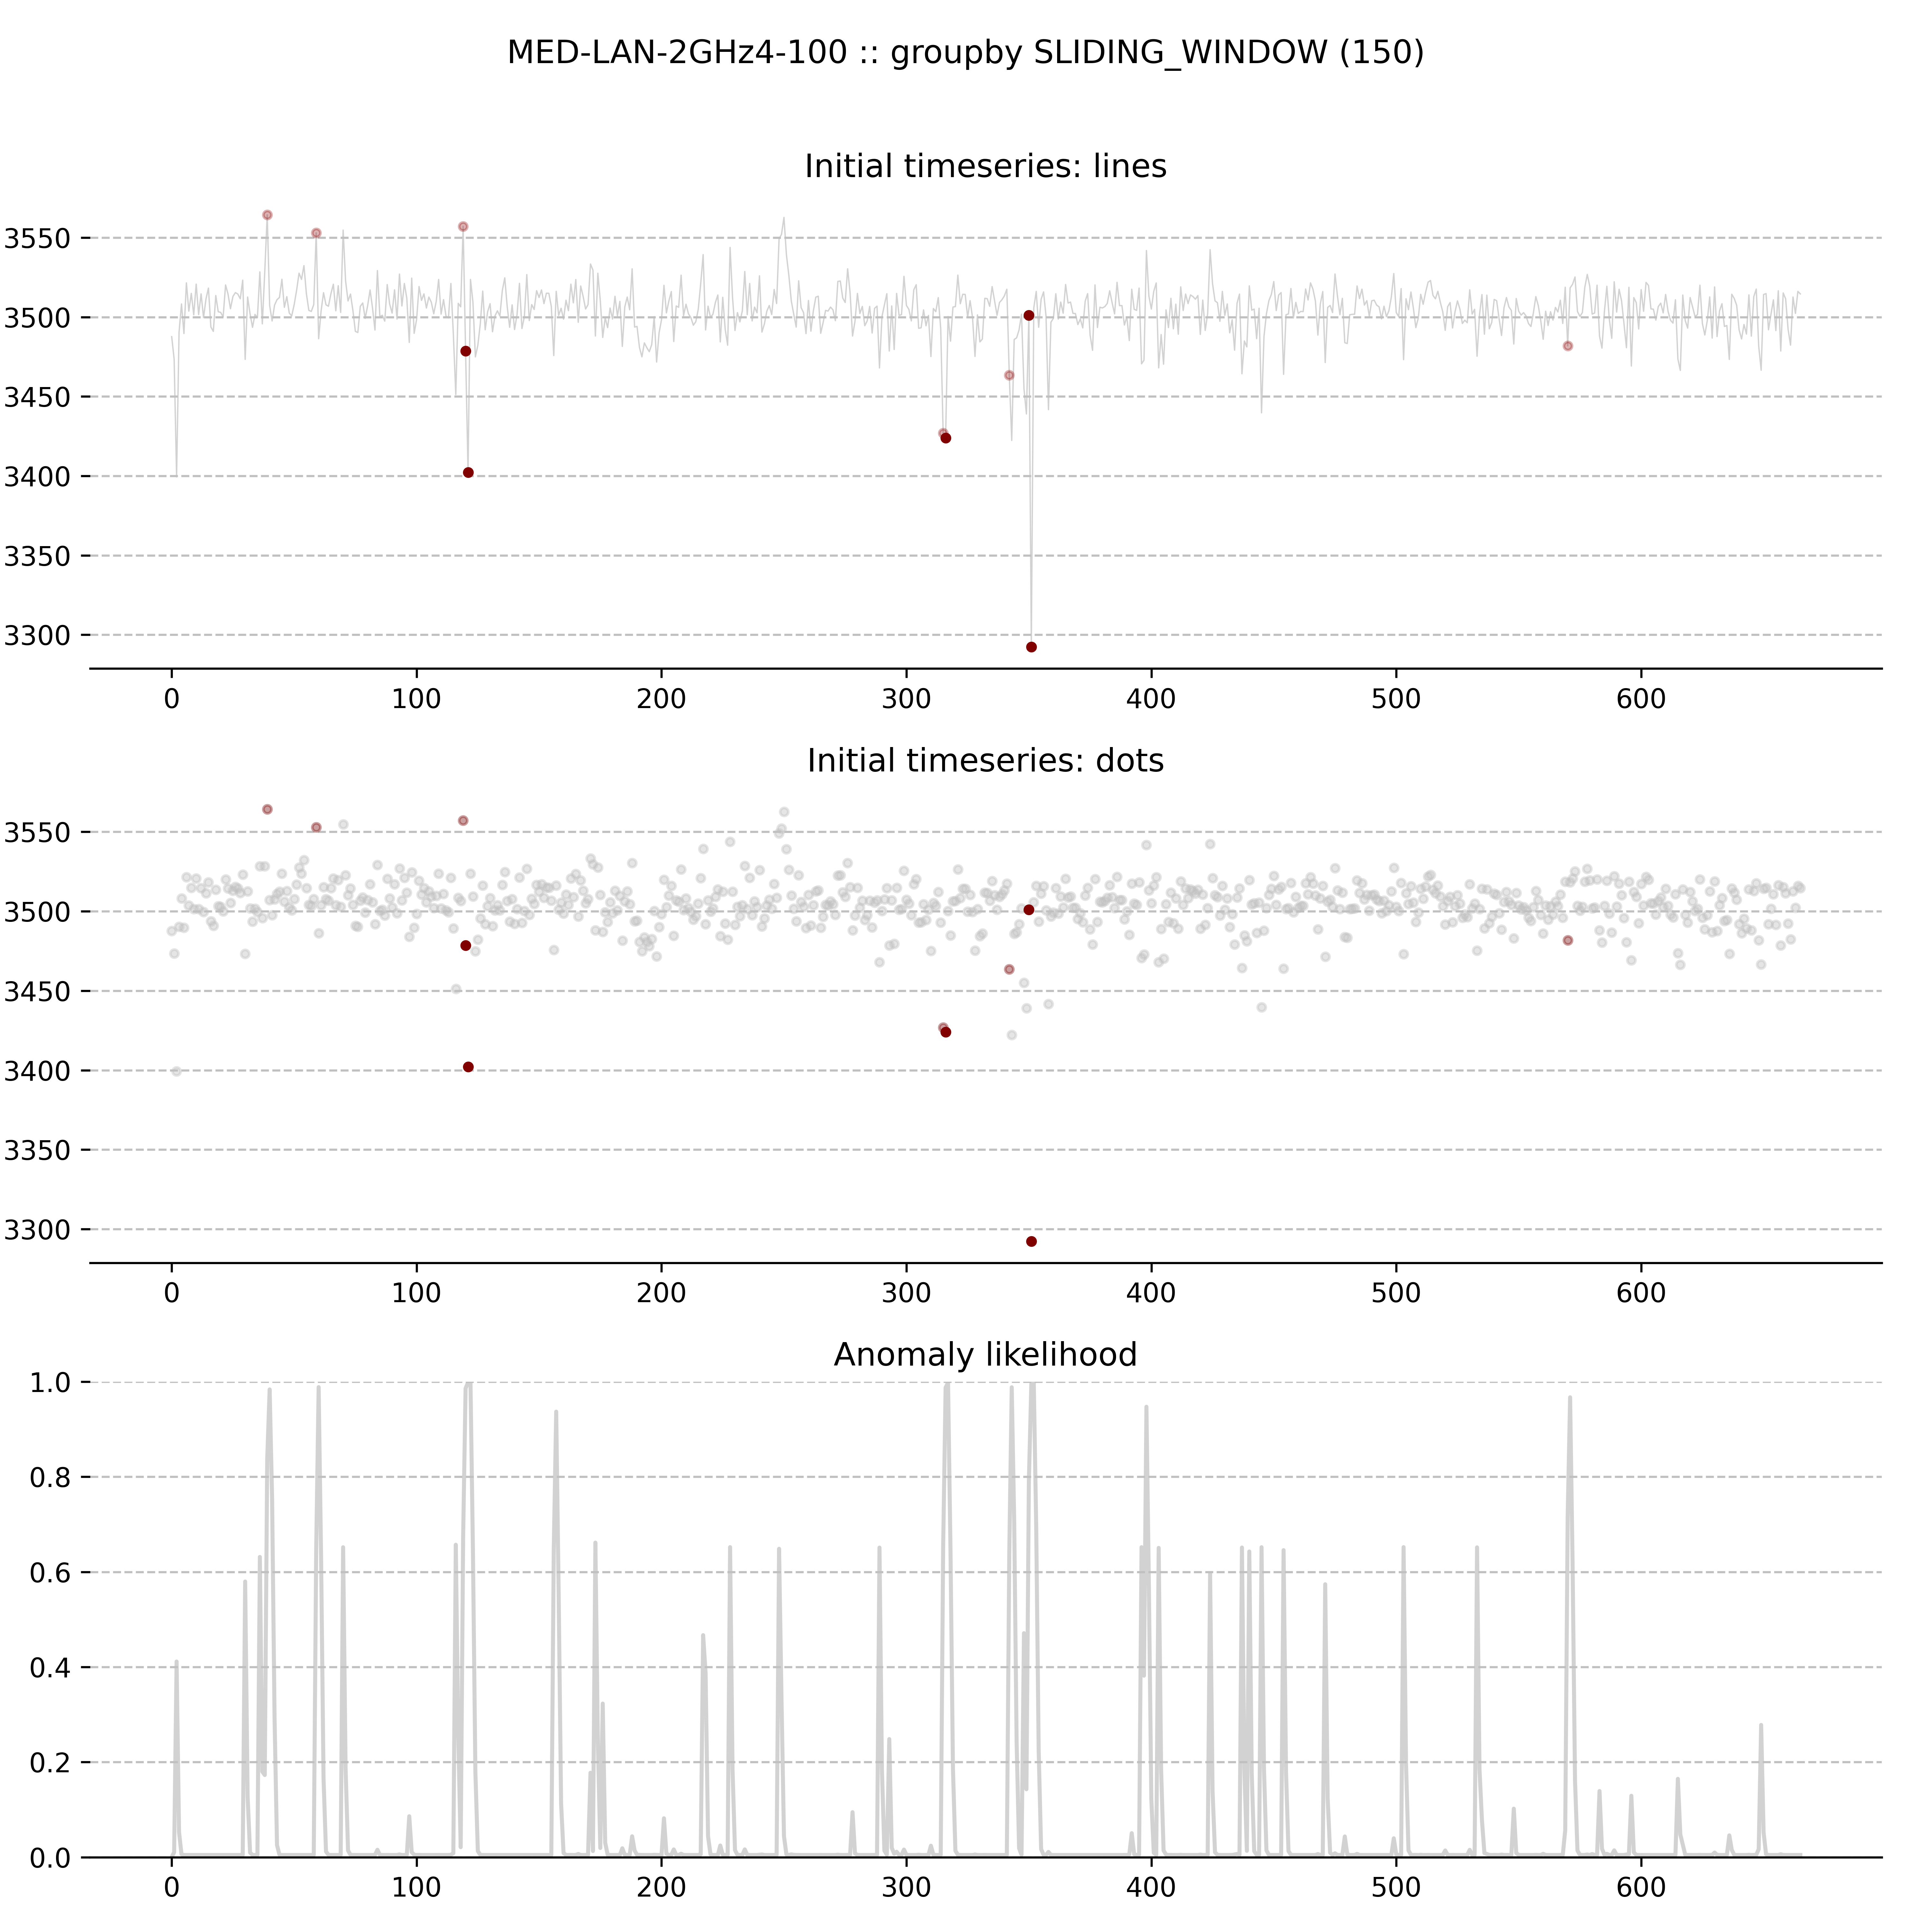 MED-LAN-2GHz4-100 :: groupby SLIDING_WINDOW (150)
Initial timeseries: lines
3550
3500
3450
3400
3350
3300
0 100 200 300 400 500 600
Initial timeseries: dots
3550
3500
3450
3400
3350
3300
0 100 200 300 400 500 600
Anomaly likelihood
1.0
0.8
0.6
0.4
0.2
0.0
0 100 200 300 400 500 600